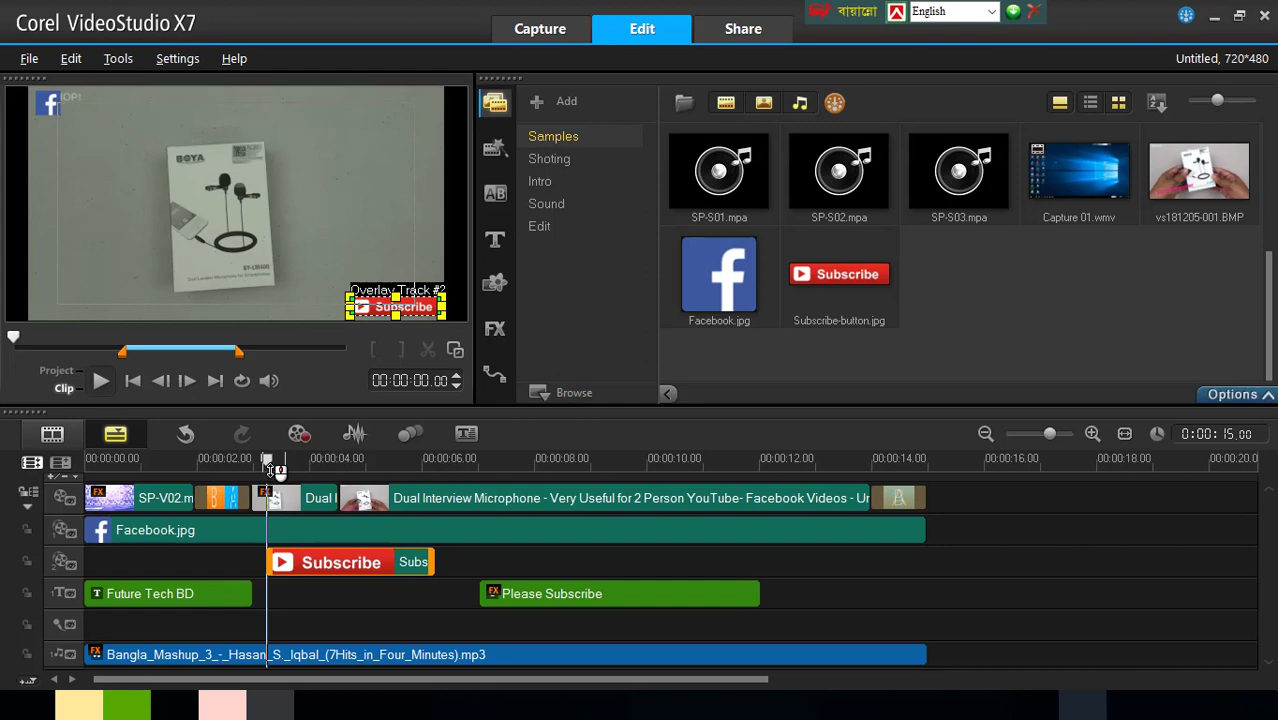 Corel VideoStudio X7
Capture
Edit
Share
বায়ান্নো
English
File
Edit
Tools
Settings
Help
Untitled, 720*480
BOYA
BY-LM400
Overlay Track #2
Subscribe
Project
Clip
00:00:00.00
Add
Samples
Shoting
Intro
Sound
Edit
Browse
SP-S01.mpa
SP-S02.mpa
SP-S03.mpa
Capture 01.wmv
vs181205-001.BMP
Subscribe
Facebook.jpg
Subscribe-button.jpg
Options
0:00:15.00
00:00:00.00
00:00:02.00
00:00:04.00
00:00:06.00
00:00:08.00
00:00:10.00
00:00:12.00
00:00:14.00
00:00:16.00
00:00:18.00
00:00:20.0
SP-V02.m
Dual I
Dual Interview Microphone - Very Useful for 2 Person YouTube- Facebook Videos - Ur
Facebook.jpg
Subscribe
Subs
Future Tech BD
Please Subscribe
Bangla_Mashup_3_-_Hasan_S._Iqbal_(7Hits_in_Four_Minutes).mp3